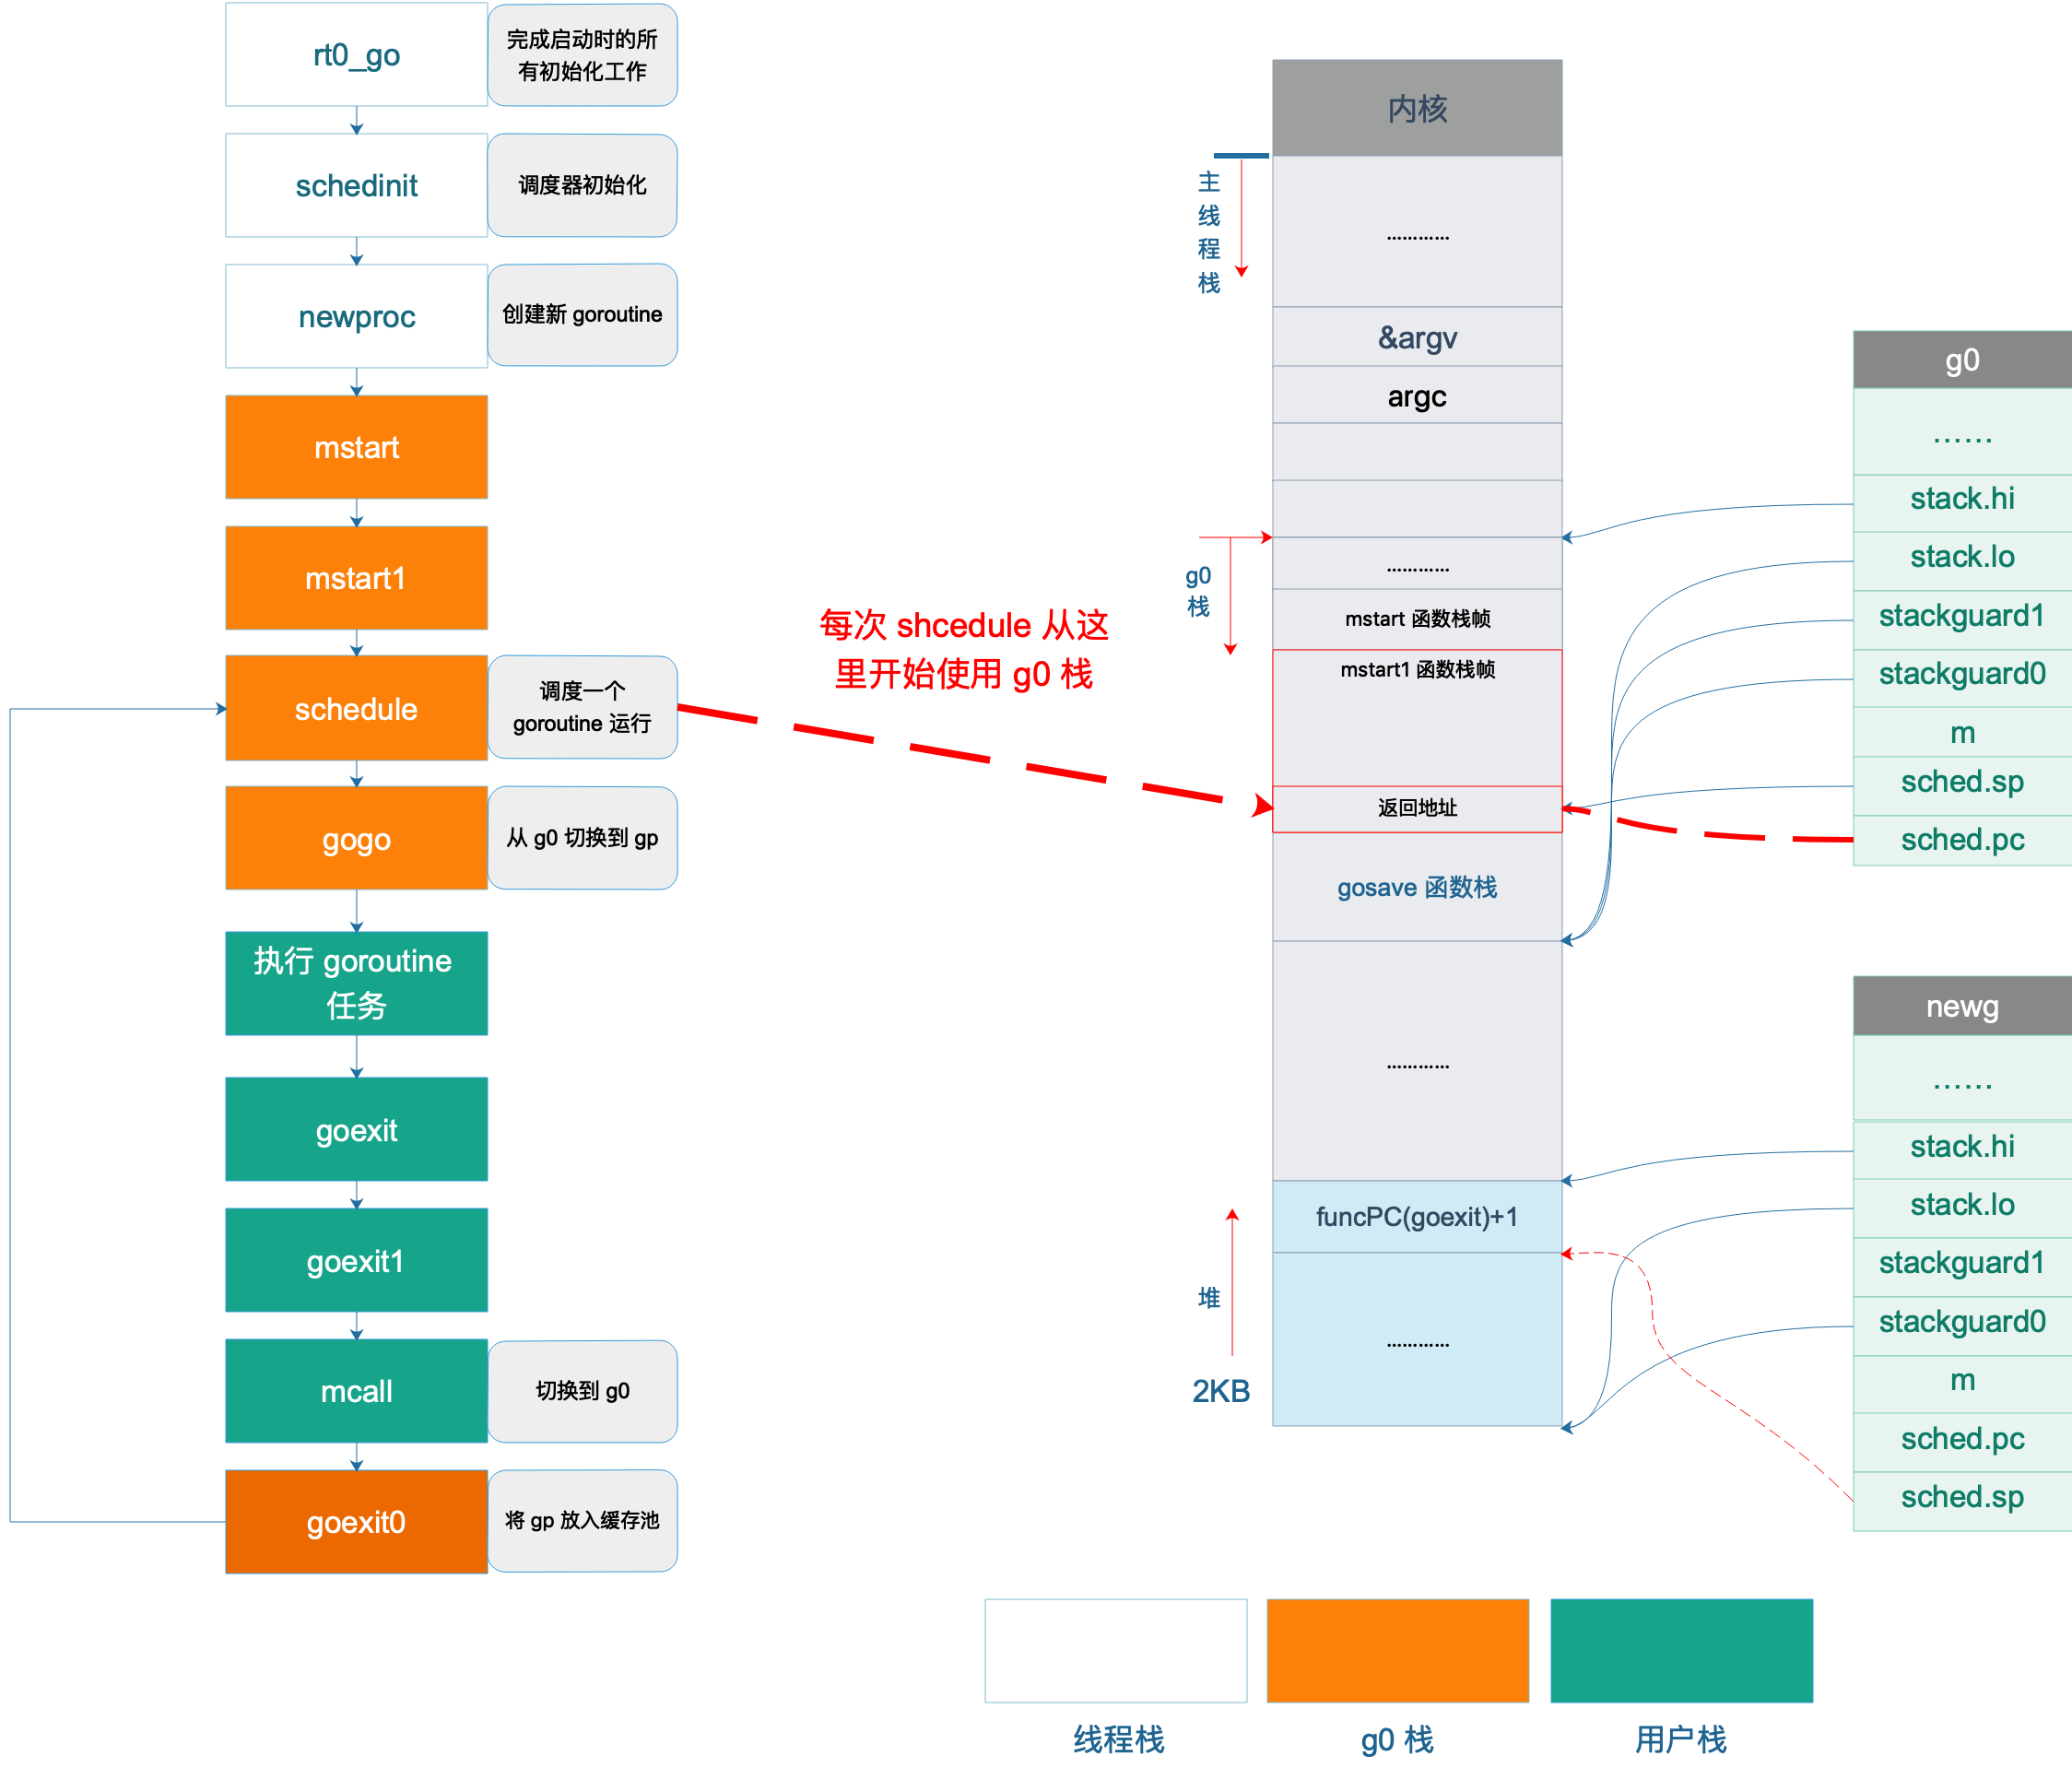 rt0_go
完成启动时的所
有初始化工作
schedinit
调度器初始化
newproc
创建新 goroutine
mstart
mstart1
schedule
调度一个
goroutine 运行
gogo
从 g0 切换到 gp
执行 goroutine
任务
goexit
goexit1
mcall
切换到 g0
goexit0
将 gp 放入缓存池
每次 shcedule 从这
里开始使用 g0 栈
内核
主
线
程
栈
…………
&argv
argc
g0
栈
…………
mstart 函数栈帧
mstart1 函数栈帧
返回地址
gosave 函数栈
…………
funcPC(goexit)+1
堆
…………
2KB
g0
……
stack.hi
stack.lo
stackguard1
stackguard0
m
sched.sp
sched.pc
newg
……
stack.hi
stack.lo
stackguard1
stackguard0
m
sched.pc
sched.sp
线程栈
g0 栈
用户栈